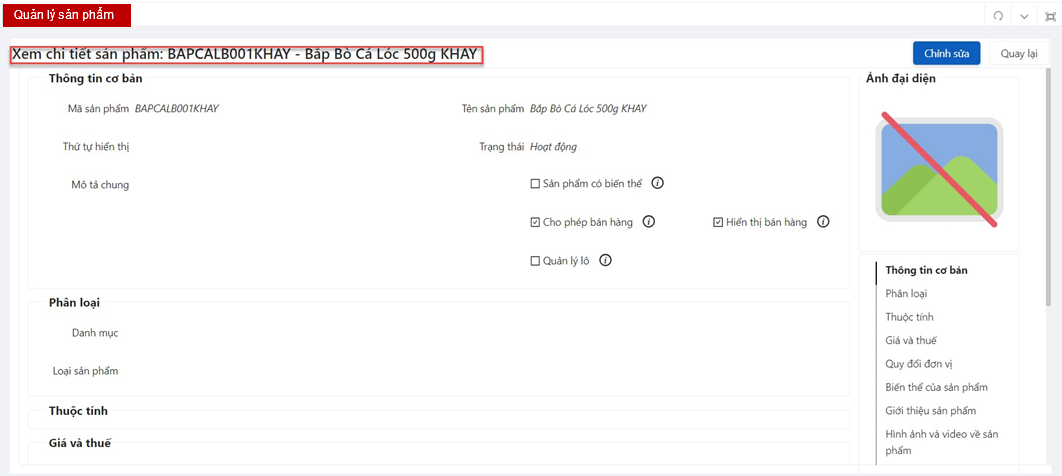 Quản lý sản phẩm
Xem chi tiết sản phẩm: BAPCALB001KHAY - Bắp Bò Cá Lóc 500g KHAY
Chỉnh sửa
Quay lại
Thông tin cơ bản
Mã sản phẩm BAPCALB001KHAY
Tên sản phẩm Bắp Bò Cá Lóc 500g KHAY
Thứ tự hiển thị
Trạng thái Hoạt động
Mô tả chung
Sản phẩm có biến thể
Cho phép bán hàng
Hiển thị bán hàng
Quản lý lô
Phân loại
Danh mục
Loại sản phẩm
Thuộc tính
Giá và thuế
Ảnh đại diện
Thông tin cơ bản
Phân loại
Thuộc tính
Giá và thuế
Quy đổi đơn vị
Biến thể của sản phẩm
Giới thiệu sản phẩm
Hình ảnh và video về sản
phẩm